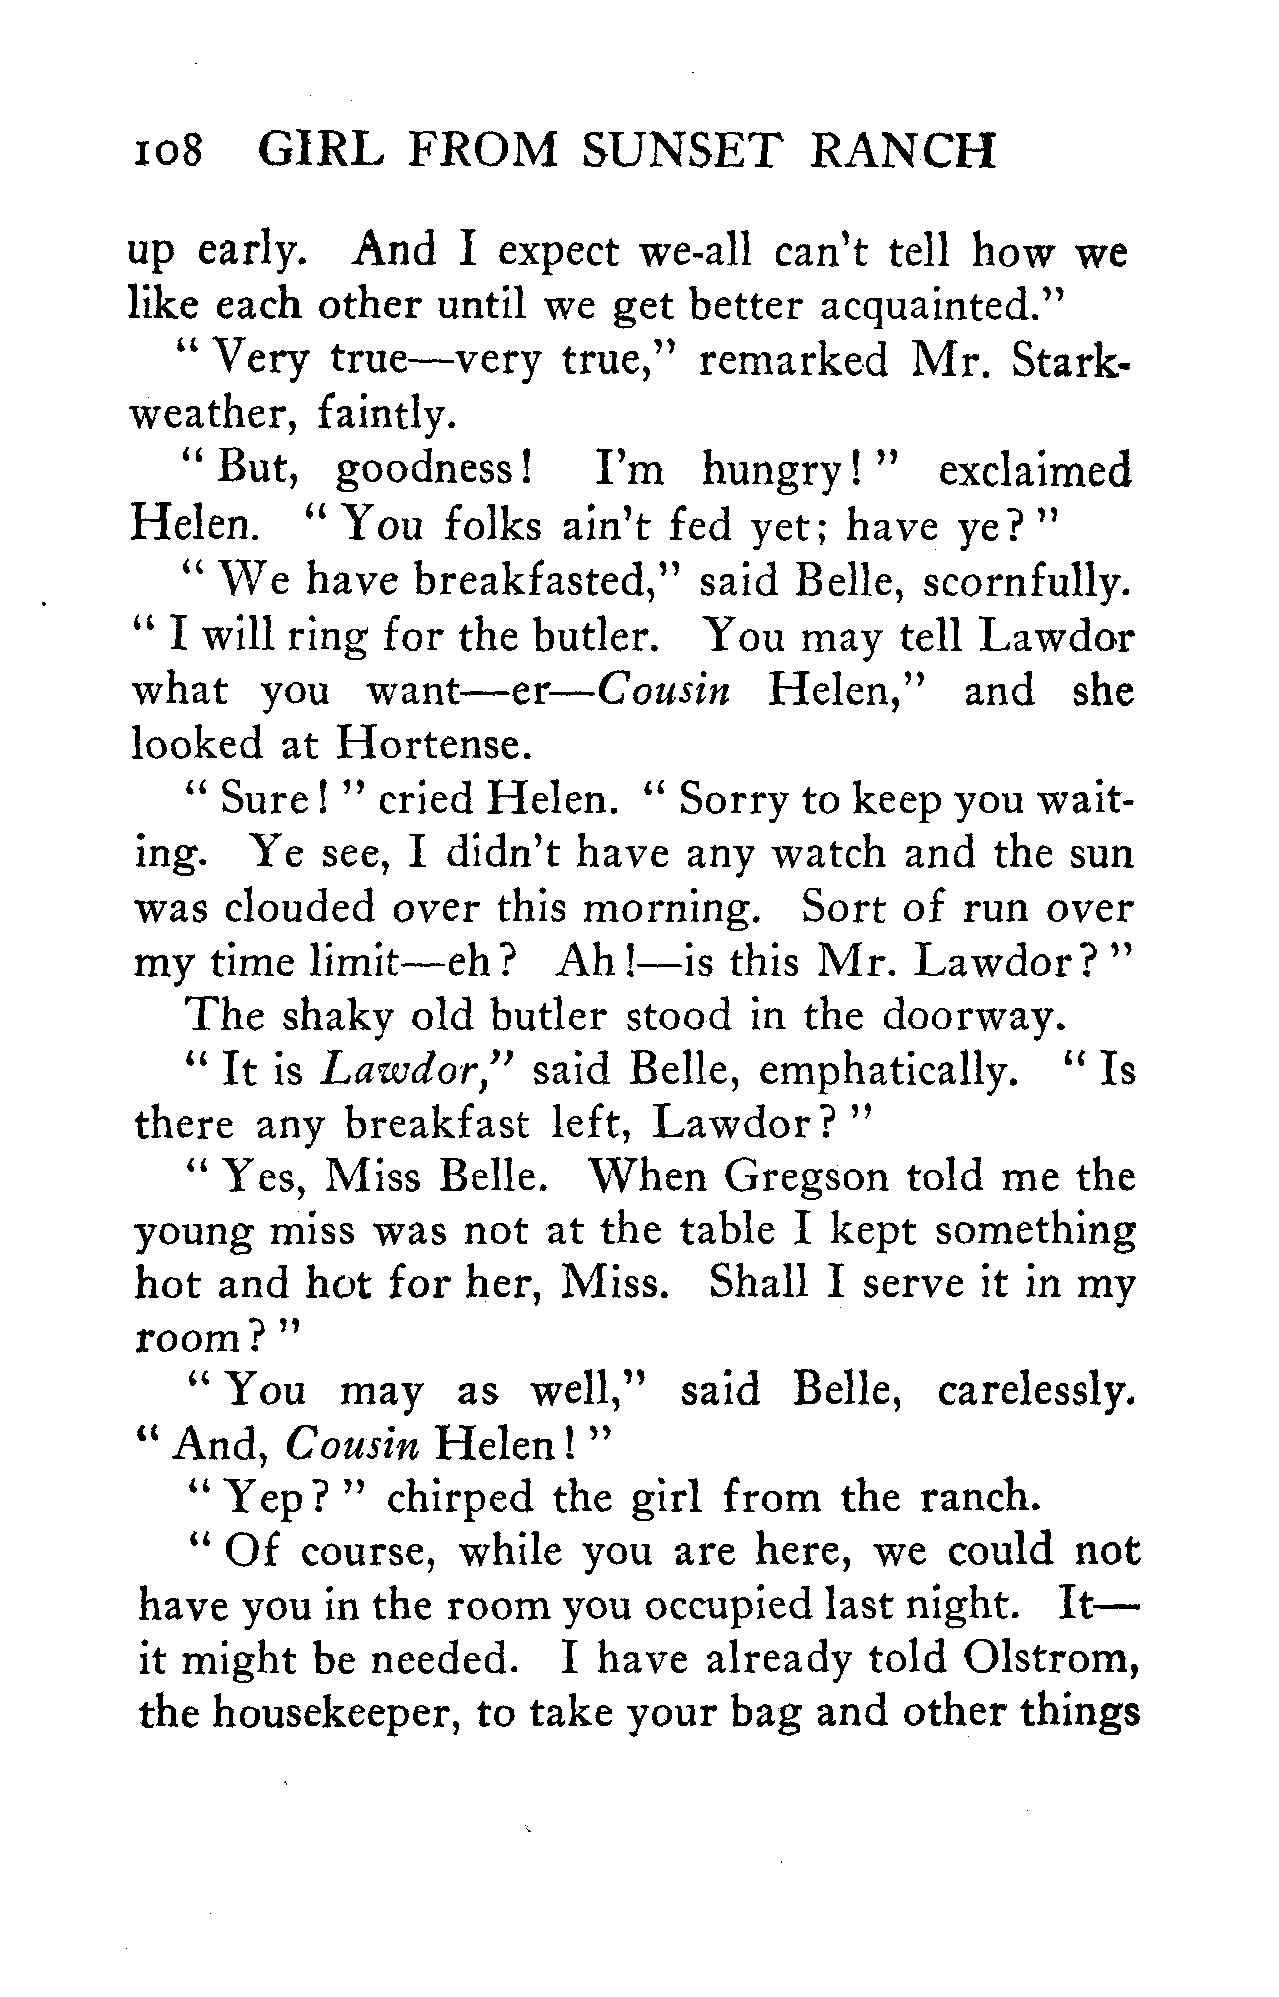 108 GIRL FROM SUNSET RANCH
up early. And I expect we-all can't tell how we
like each other until we get better acquainted."
" Very true—very true," remarked Mr. Stark-
weather, faintly.
" But, goodness! I'm hungry! " exclaimed
Helen. " You folks ain't fed yet; have ye? "
" We have breakfasted," said Belle, scornfully.
" I will ring for the butler. You may tell Lawdor
what you want—er—Cousin Helen," and she
looked at Hortense.
" Sure! " cried Helen. " Sorry to keep you wait-
ing. Ye see, I didn't have any watch and the sun
was clouded over this morning. Sort of run over
my time limit—eh? Ah!—is this Mr. Lawdor? "
The shaky old butler stood in the doorway.
" It is Lawdor," said Belle, emphatically. " Is
there any breakfast left, Lawdor? "
" Yes, Miss Belle. When Gregson told me the
young miss was not at the table I kept something
hot and hot for her, Miss. Shall I serve it in my
room? "
" You may as well," said Belle, carelessly.
" And, Cousin Helen! "
" Yep? " chirped the girl from the ranch.
" Of course, while you are here, we could not
have you in the room you occupied last night. It—
it might be needed. I have already told Olstrom,
the housekeeper, to take your bag and other things